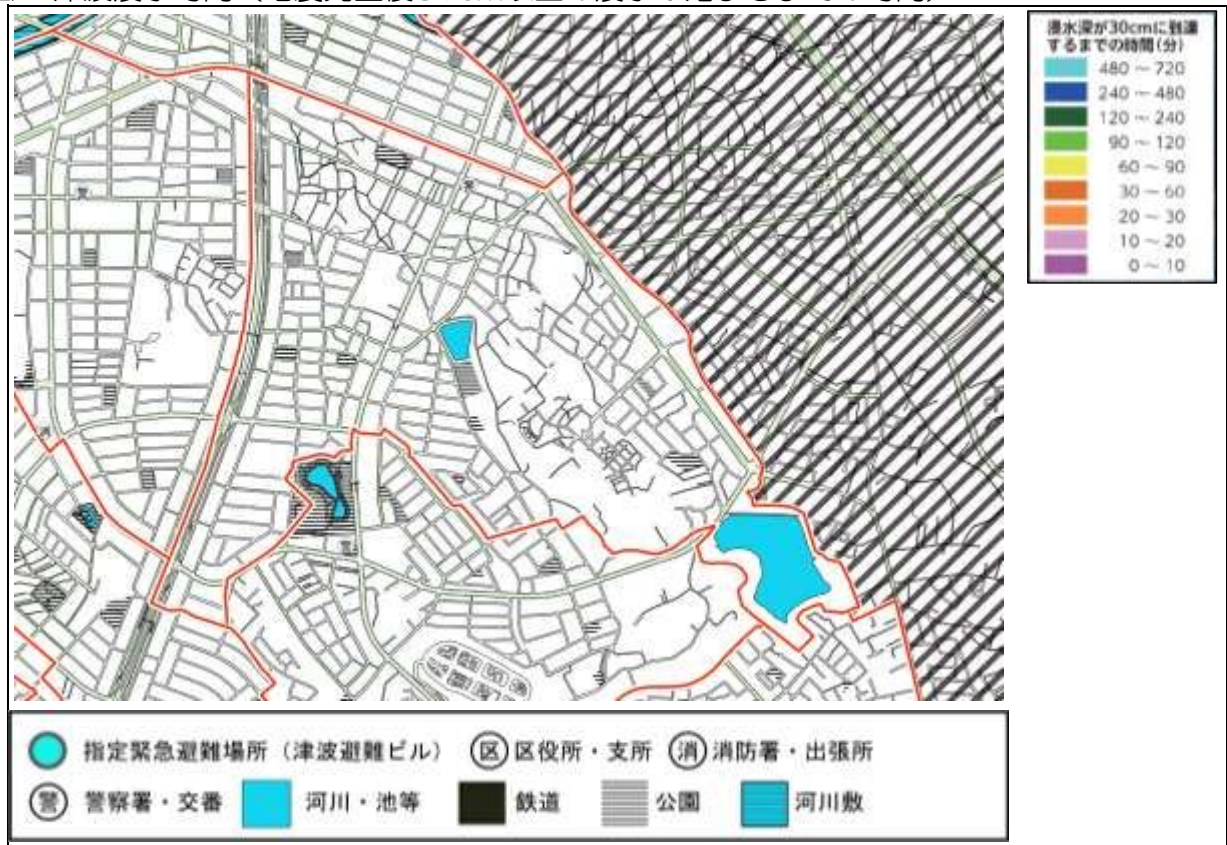 浸水深が30cmに到達
するまでの時間(分)
480～720
240～480
120～240
90～120
60～90
30～60
20～30
10～20
0～10
指定緊急避難場所（津波避難ビル）
区 区役所・支所
消 消防署・出張所
警 警察署・交番
河川・池等
鉄道
公園
河川敷